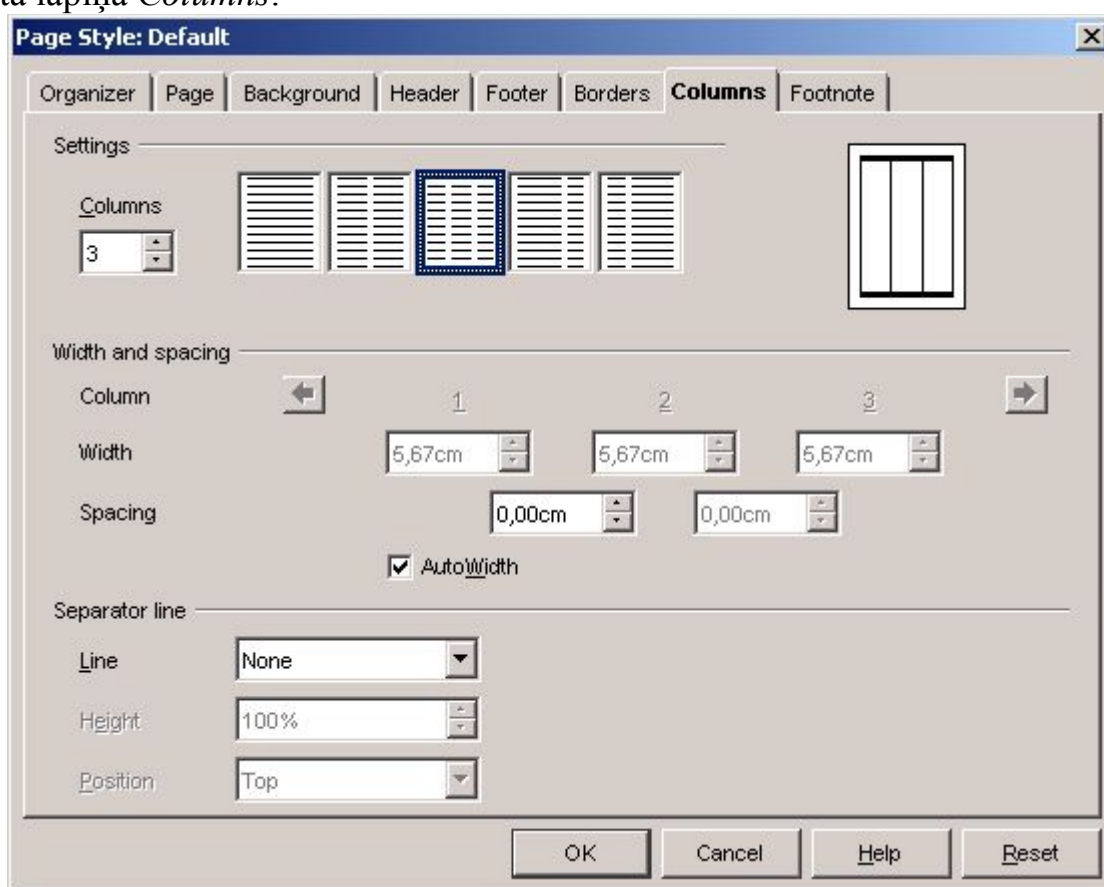 lapiņa Columns.
Page Style: Default
Organizer Page Background Header Footer Borders Columns Footnote
Settings
Columns
3
Width and spacing
Column 1 2 3
Width 5,67cm 5,67cm 5,67cm
Spacing 0,00cm 0,00cm
AutoWidth
Separator line
Line None
Height 100%
Position Top
OK Cancel Help Reset